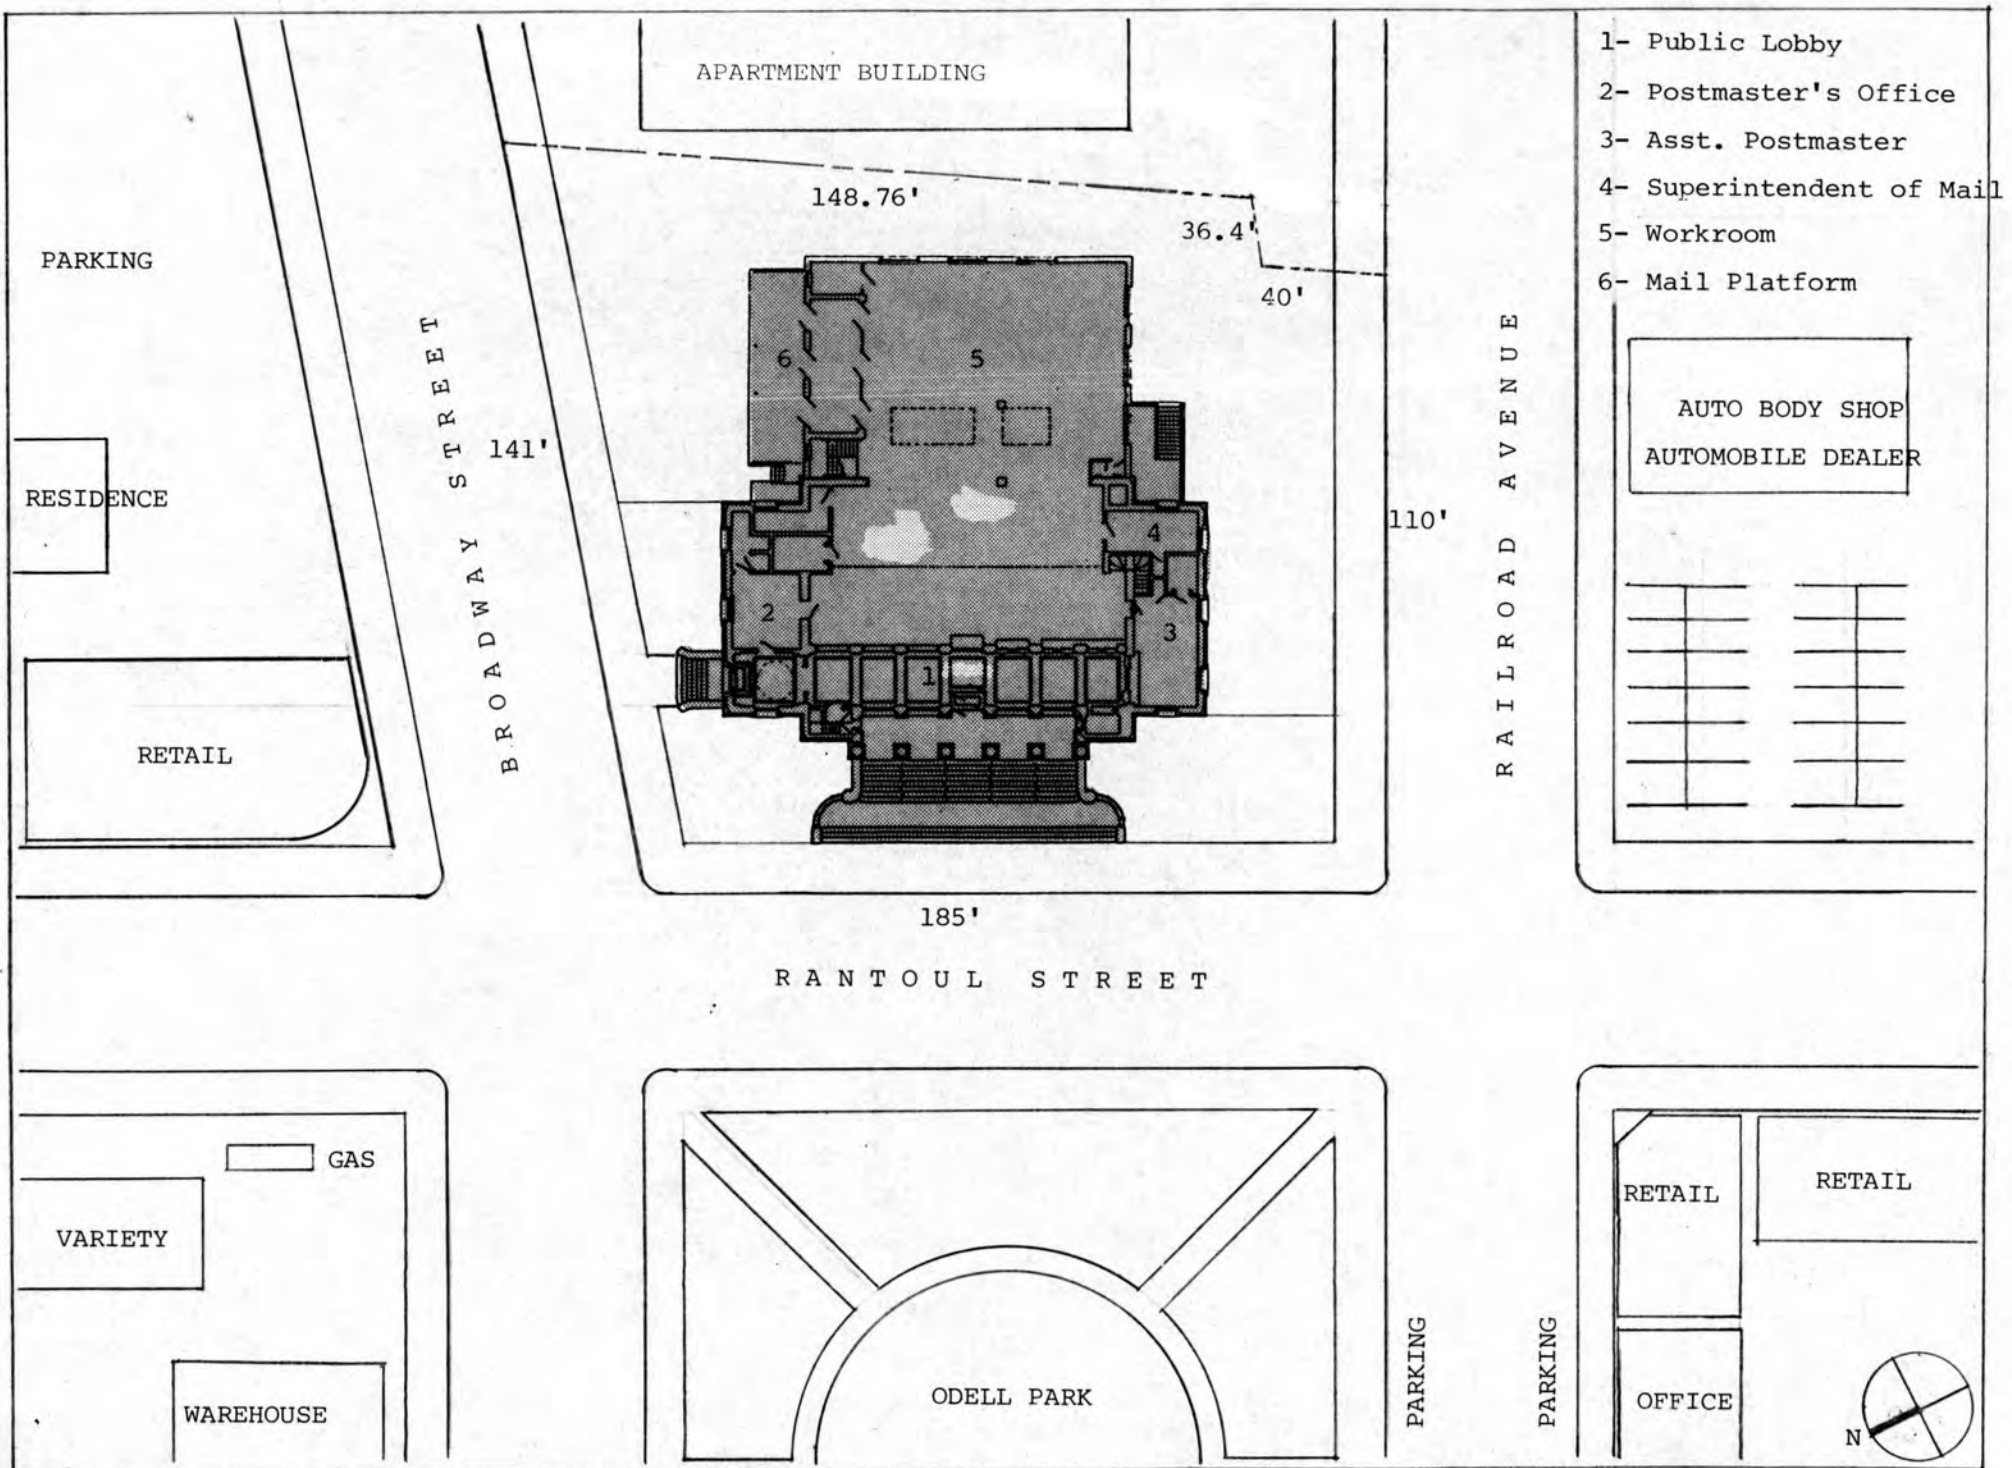 1- Public Lobby
2- Postmaster's Office
3- Asst. Postmaster
4- Superintendent of Mail
5- Workroom
6- Mail Platform
APARTMENT BUILDING
148.76'
36.4'
40'
PARKING
BROADWAY STREET
141'
RESIDENCE
RETAIL
6
5
4
2
3
1
110'
RAILROAD AVENUE
AUTO BODY SHOP
AUTOMOBILE DEALER
185'
RANTOUL STREET
GAS
VARIETY
WAREHOUSE
ODELL PARK
PARKING
PARKING
RETAIL
RETAIL
OFFICE
N